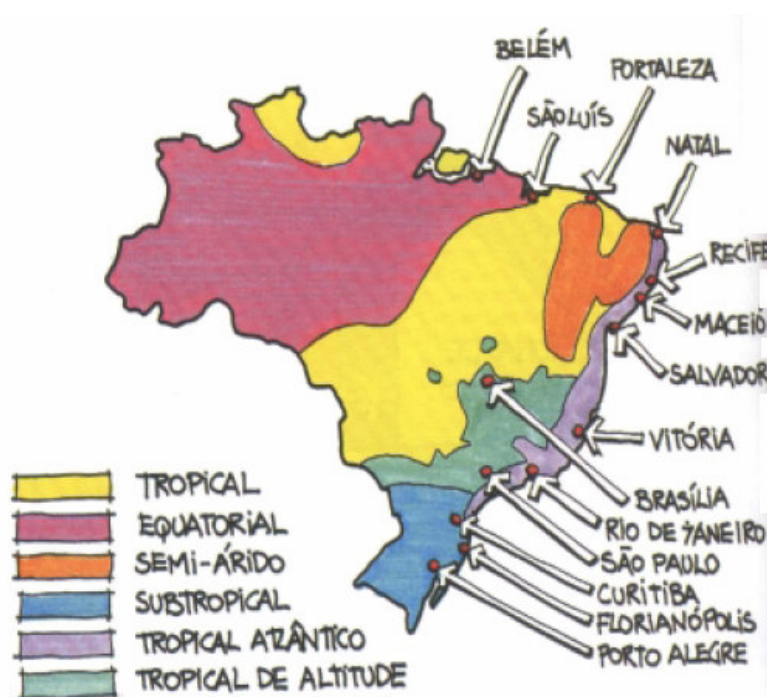 BELÉM
FORTALEZA
SÃO LUÍS
NATAL
RECIFE
MACEIÓ
SALVADOR
VITÓRIA
BRASÍLIA
RIO DE JANEIRO
SÃO PAULO
CURITIBA
FLORIANÓPOLIS
PORTO ALEGRE
TROPICAL
EQUATORIAL
SEMI-ÁRIDO
SUBTROPICAL
TROPICAL ATLÂNTICO
TROPICAL DE ALTITUDE